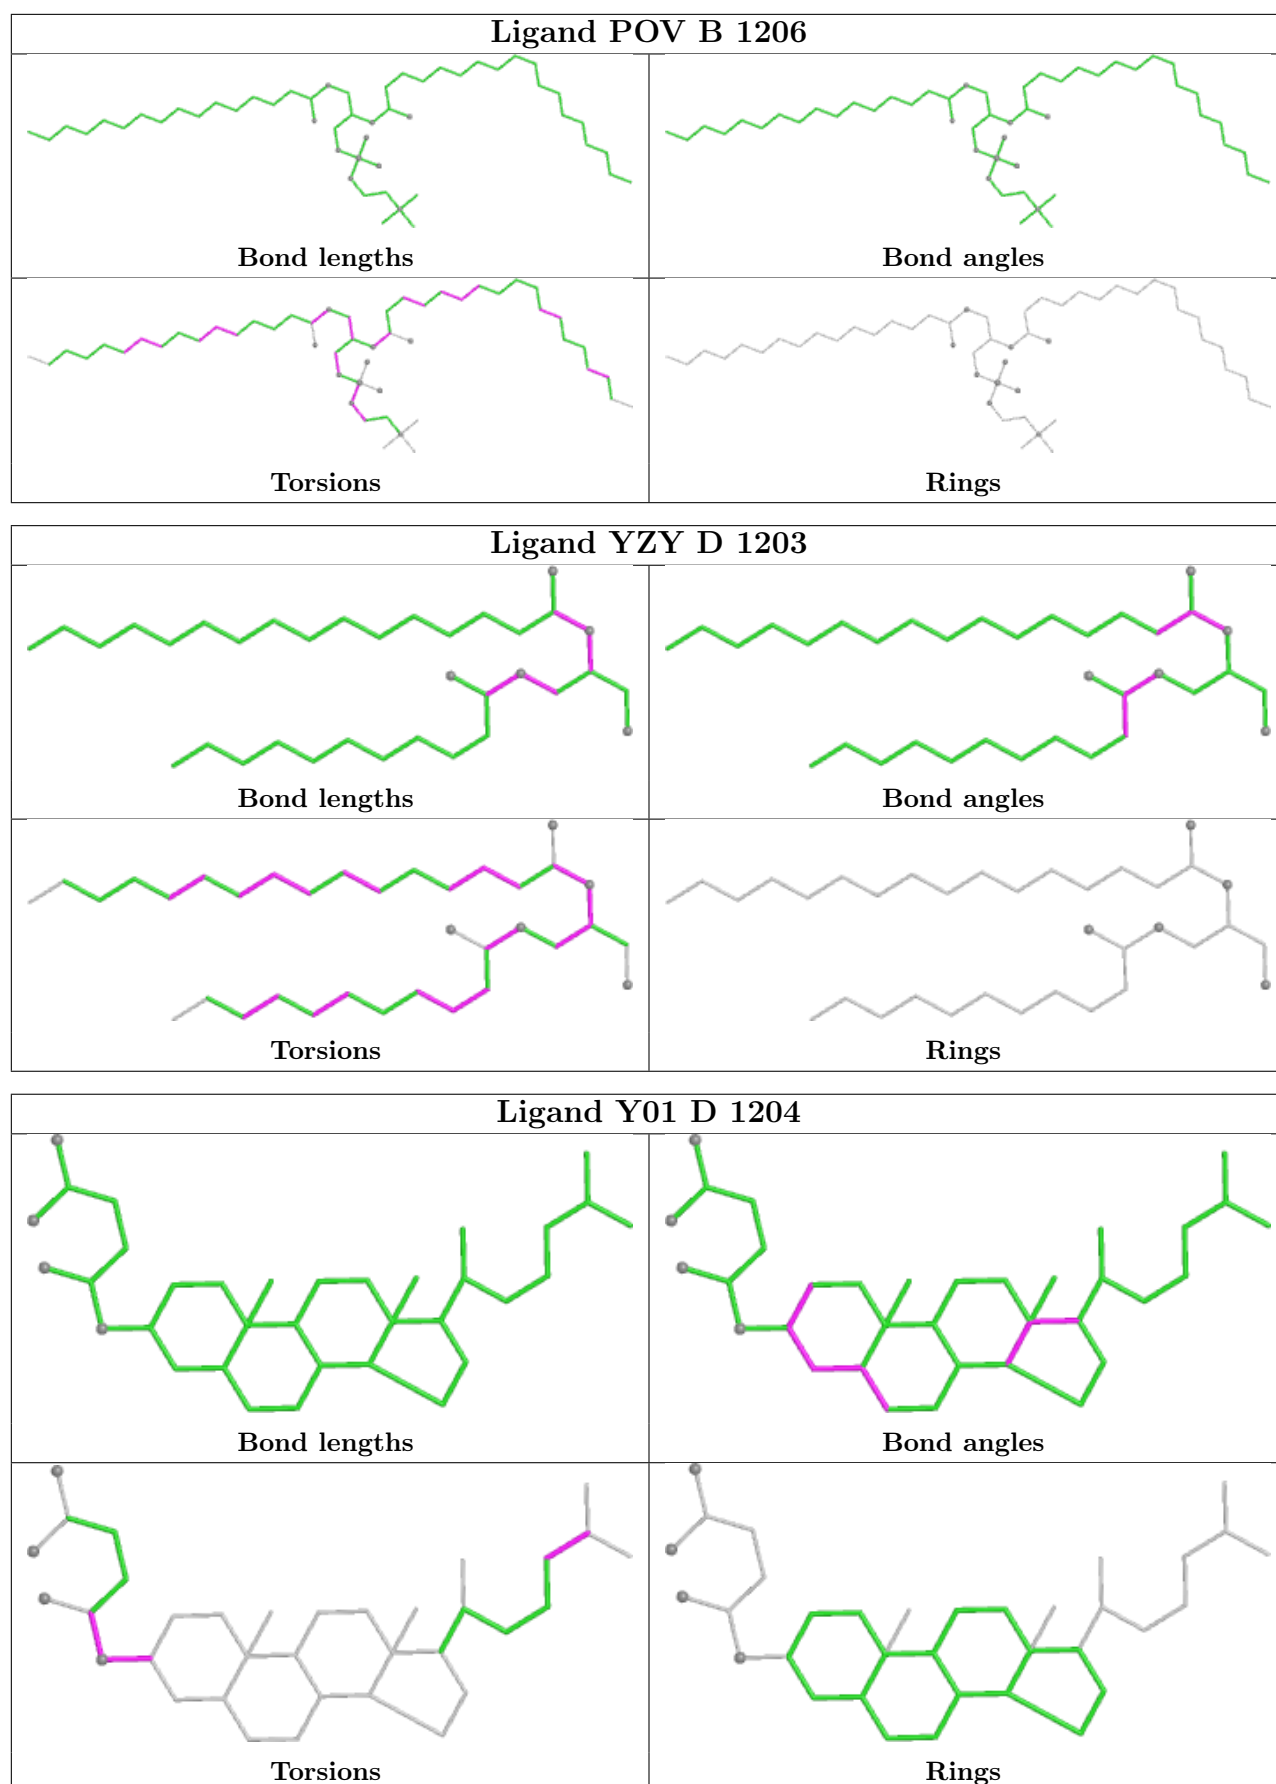 Ligand POV B 1206
Bond lengths
Bond angles
Torsions
Rings
Ligand YZY D 1203
Bond lengths
Bond angles
Torsions
Rings
Ligand Y01 D 1204
Bond lengths
Bond angles
Torsions
Rings